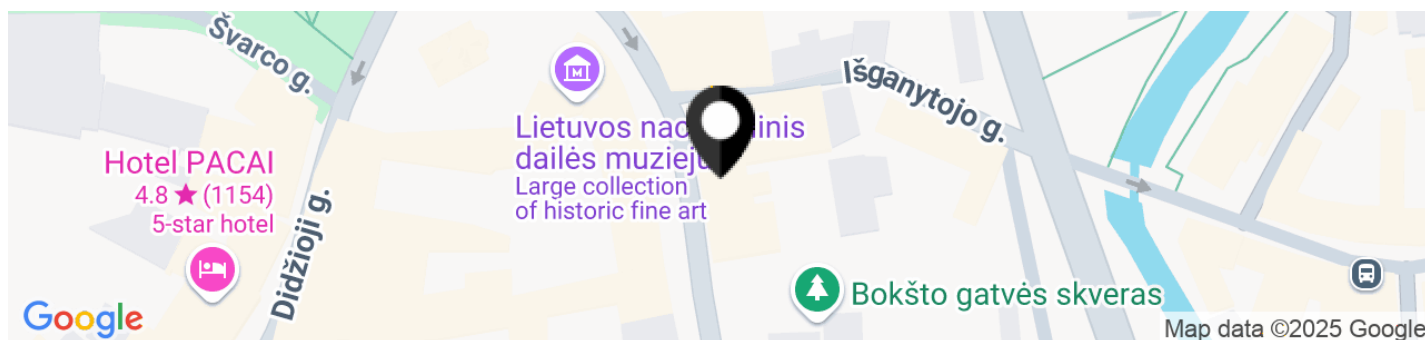 Švarco g.
Išganytojo g.
Lietuvos nac
inis
dailės muziej
Large collection
of historic fine art
Hotel PACAI
4.8 ★ (1154)
5-star hotel
Didžioji g.
Bokšto gatvės skveras
Google
Map data ©2025 Google